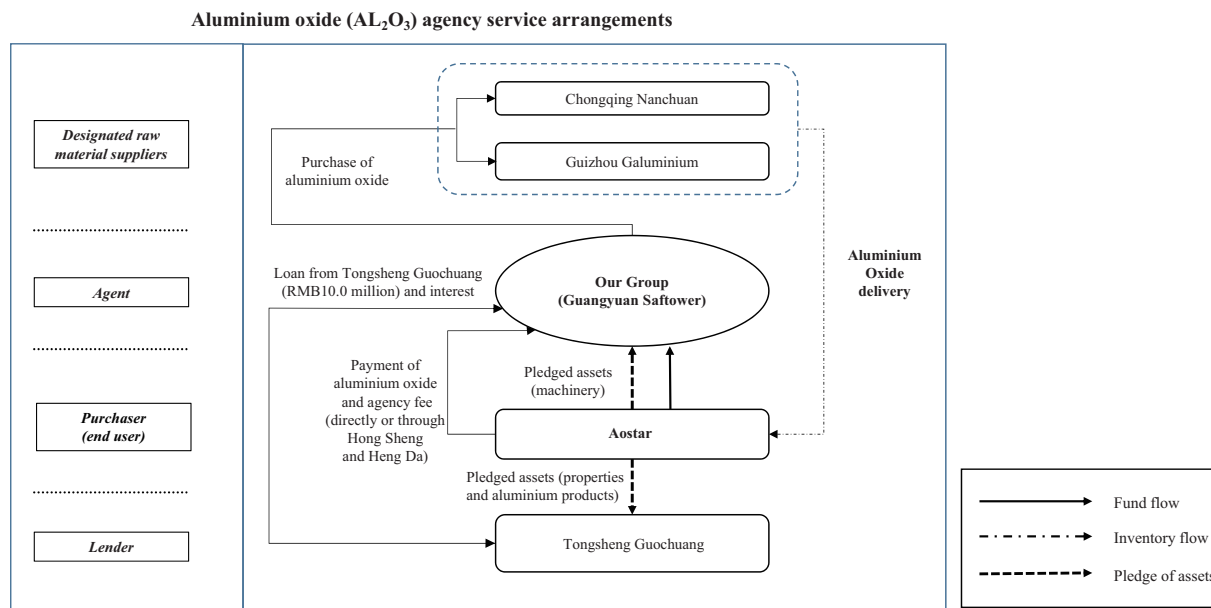 Aluminium oxide (AL2O3) agency service arrangements
Designated raw
material suppliers
Agent
Purchaser
(end user)
Lender
Chongqing Nanchuan
Guizhou Galuminium
Purchase of
aluminium oxide
Our Group
(Guangyuan Saftower)
Aluminium
Oxide
delivery
Loan from Tongsheng Guochuang
(RMB10.0 million) and interest
Payment of
aluminium oxide
and agency fee
(directly or through
Hong Sheng
and Heng Da)
Pledged assets
(machinery)
Aostar
Pledged assets (properties
and aluminium products)
Tongsheng Guochuang
Fund flow
Inventory flow
Pledge of assets